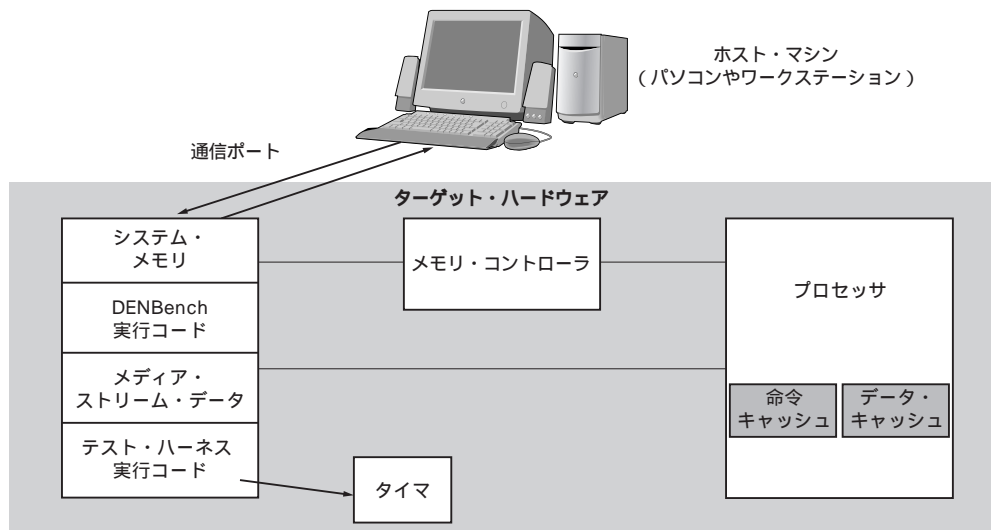 ホスト・マシン
(パソコンやワークステーション)
通信ポート
ターゲット・ハードウェア
システム・
メモリ
メモリ・コントローラ
プロセッサ
DENBench
実行コード
メディア・
ストリーム・データ
命令
キャッシュ
データ・
キャッシュ
テスト・ハーネス
実行コード
タイマ